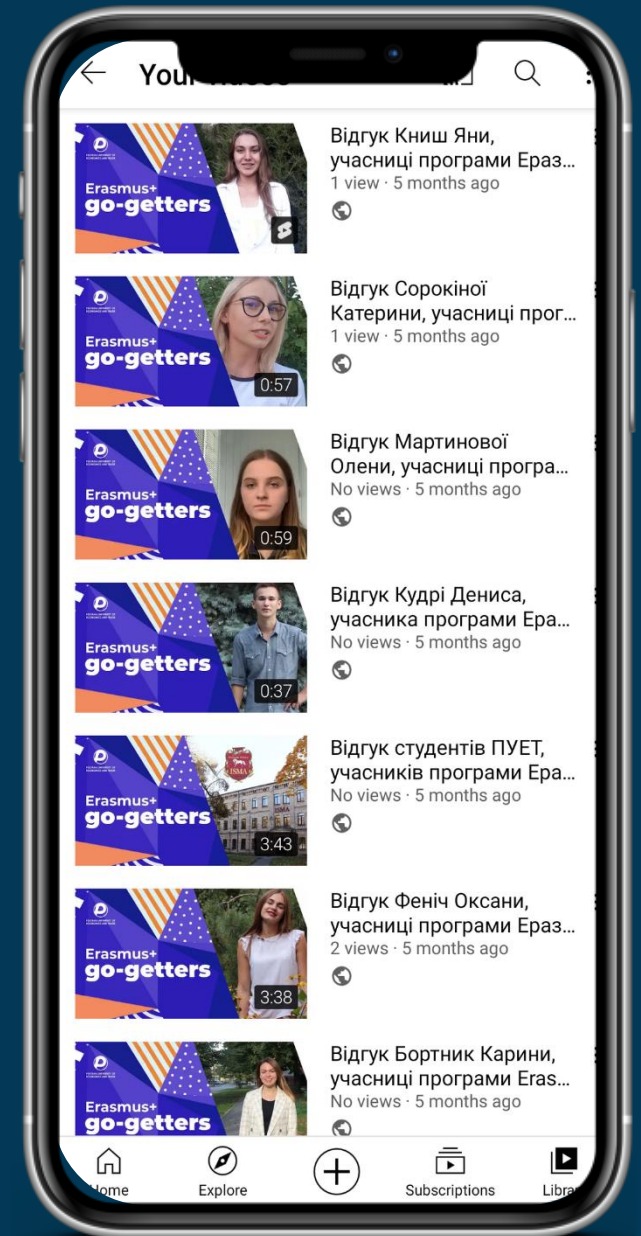 Your videos
Відгук Книш Яни,
учасниці програми Ераз...
1 view · 5 months ago
Erasmus+
go-getters
Відгук Сорокіної
Катерини, учасниці прог...
1 view · 5 months ago
Erasmus+
go-getters
0:57
Відгук Мартинової
Олени, учасниці програ...
No views · 5 months ago
Erasmus+
go-getters
0:59
Відгук Кудрі Дениса,
учасника програми Ера...
No views · 5 months ago
Erasmus+
go-getters
0:37
Відгук студентів ПУЕТ,
учасників програми Ера...
No views · 5 months ago
ISMA
ISMA
Erasmus+
go-getters
3:43
Відгук Феніч Оксани,
учасниці програми Ераз...
2 views · 5 months ago
Erasmus+
go-getters
3:38
Відгук Бортник Карини,
учасниці програми Eras...
No views · 5 months ago
Erasmus+
go-getters
Home
Explore
Subscriptions
Librar